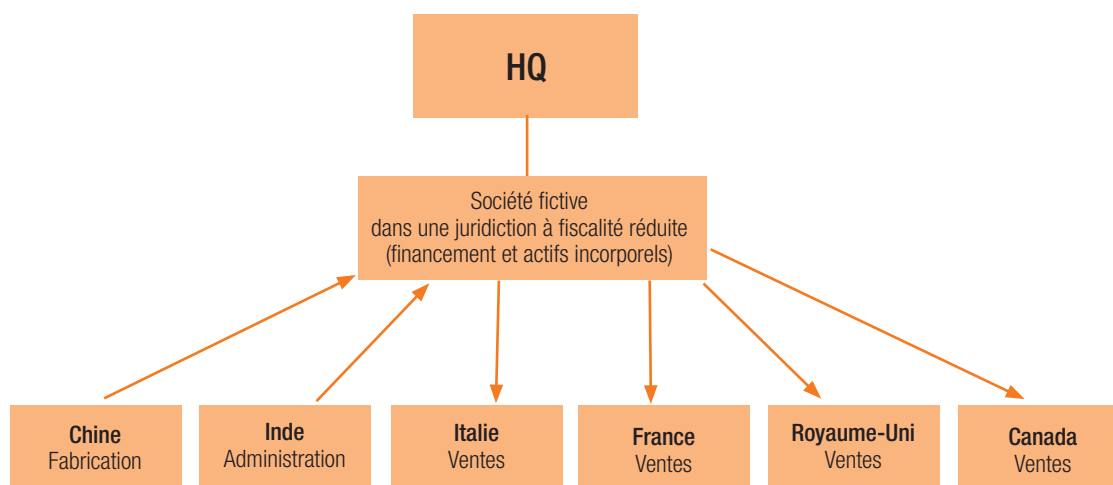 HQ
Société fictive
dans une juridiction à fiscalité réduite
(financement et actifs incorporels)
Chine
Fabrication
Inde
Administration
Italie
Ventes
France
Ventes
Royaume-Uni
Ventes
Canada
Ventes